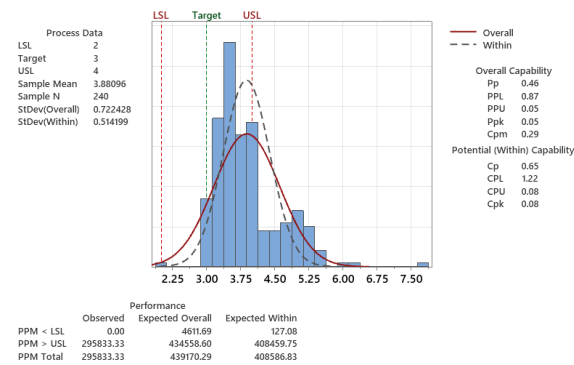 LSL Target USL
Process Data
LSL 2
Target 3
USL 4
Sample Mean 3.88096
Sample N 240
StDev(Overall) 0.722428
StDev(Within) 0.514199
Overall
Within
Overall Capability
Pp 0.46
PPL 0.87
PPU 0.05
Ppk 0.05
Cpm 0.29
Potential (Within) Capability
Cp 0.65
CPL 1.22
CPU 0.08
Cpk 0.08
2.25 3.00 3.75 4.50 5.25 6.00 6.75 7.50
Performance
Observed Expected Overall Expected Within
PPM < LSL 0.00 4611.69 127.08
PPM > USL 295833.33 434558.60 408459.75
PPM Total 295833.33 439170.29 408586.83